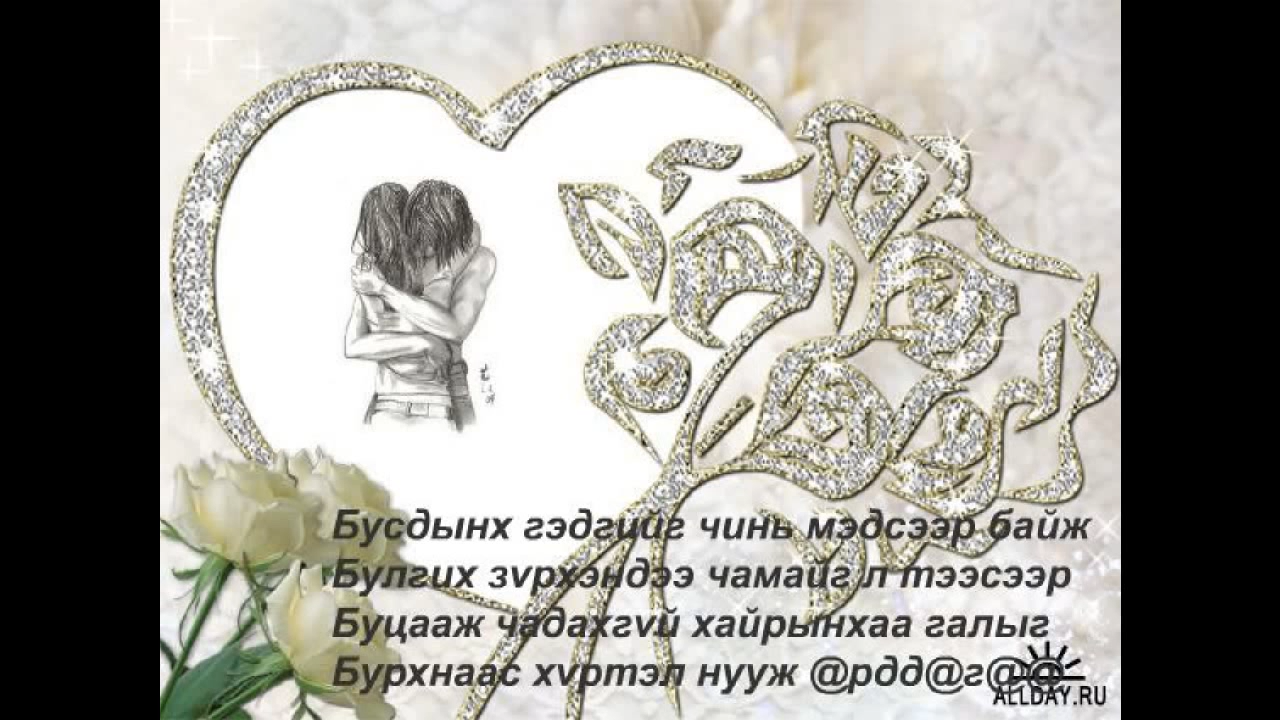 Бусдынх гэдгийг чинь мэдсээр байж
Булгих зvрхэндээ чамайг л тээсээр
Буцааж чадахгvй хайрынхаа галыг
Бурхнаас хvртэл нууж @рдд@г@@
ALLDAY.RU